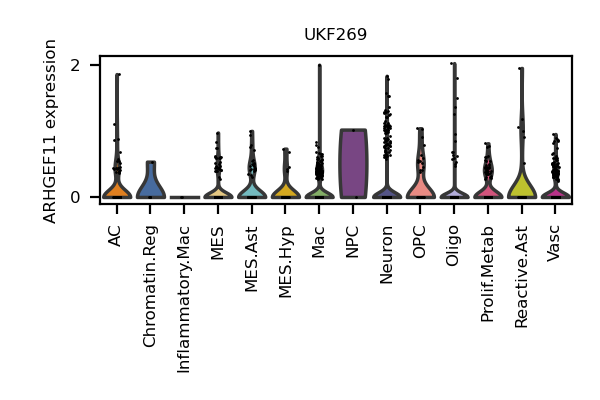 UKF269
ARHGEF11 expression
2
0
AC
Chromatin.Reg
Inflammatory.Mac
MES
MES.Ast
MES.Hyp
Mac
NPC
Neuron
OPC
Oligo
Prolif.Metab
Reactive.Ast
Vasc